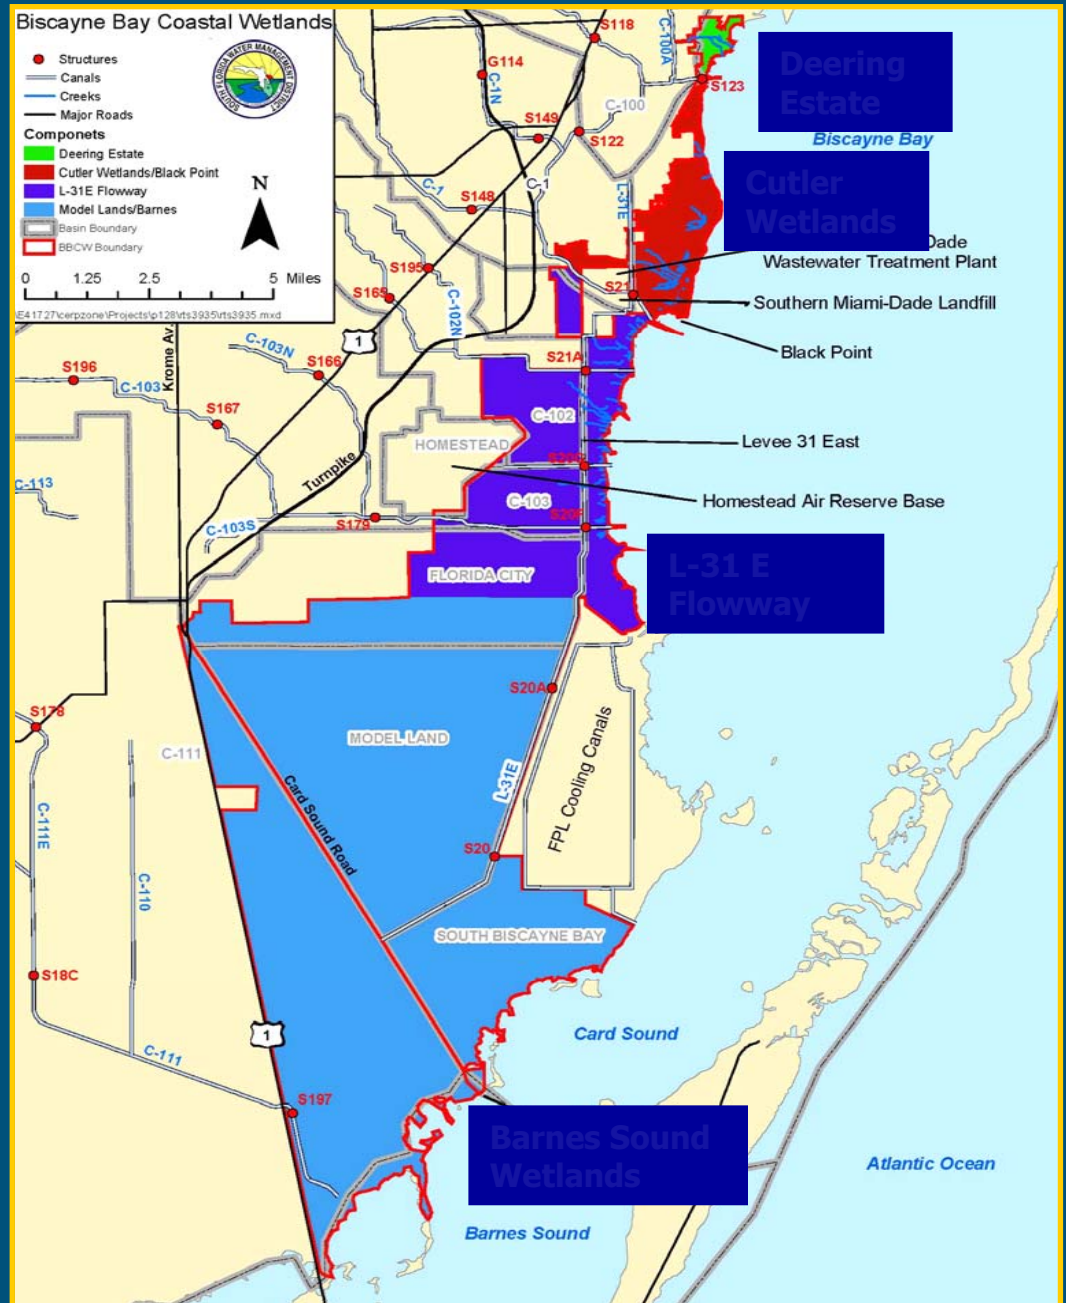 Biscayne Bay Coastal Wetlands
SOUTH FLORIDA WATER MANAGEMENT DISTRICT
Structures
Canals
Creeks
Major Roads
Componets
Deering Estate
Cutler Wetlands/Black Point
L-31E Flowway
Model Lands/Barnes
Basin Boundary
BBCW Boundary
N
0 1.25 2.5 5 Miles
S118
C-100A
G114
C-1N
S123
C-100
S149
S122
Deering
Estate
Biscayne Bay
C-1
C-1
S148
L-31E
Cutler
Wetlands
Dade
Wastewater Treatment Plant
S195
S165
S21
C-102N
Southern Miami-Dade Landfill
Krome Av.
1
C-103N
Black Point
S196
S166
S21A
C-103
S167
C-102
HOMESTEAD
Levee 31 East
Turnpike
C-113
C-103
Homestead Air Reserve Base
S179
C-103S
FLORIDA CITY
L-31 E
Flowway
S20A
S178
MODEL LAND
C-111
L-31E
FPL Cooling Canals
Card Sound Road
C-111E
S20
C-110
SOUTH BISCAYNE BAY
S18C
Card Sound
1
C-111
S197
Barnes Sound
Wetlands
Atlantic Ocean
Barnes Sound